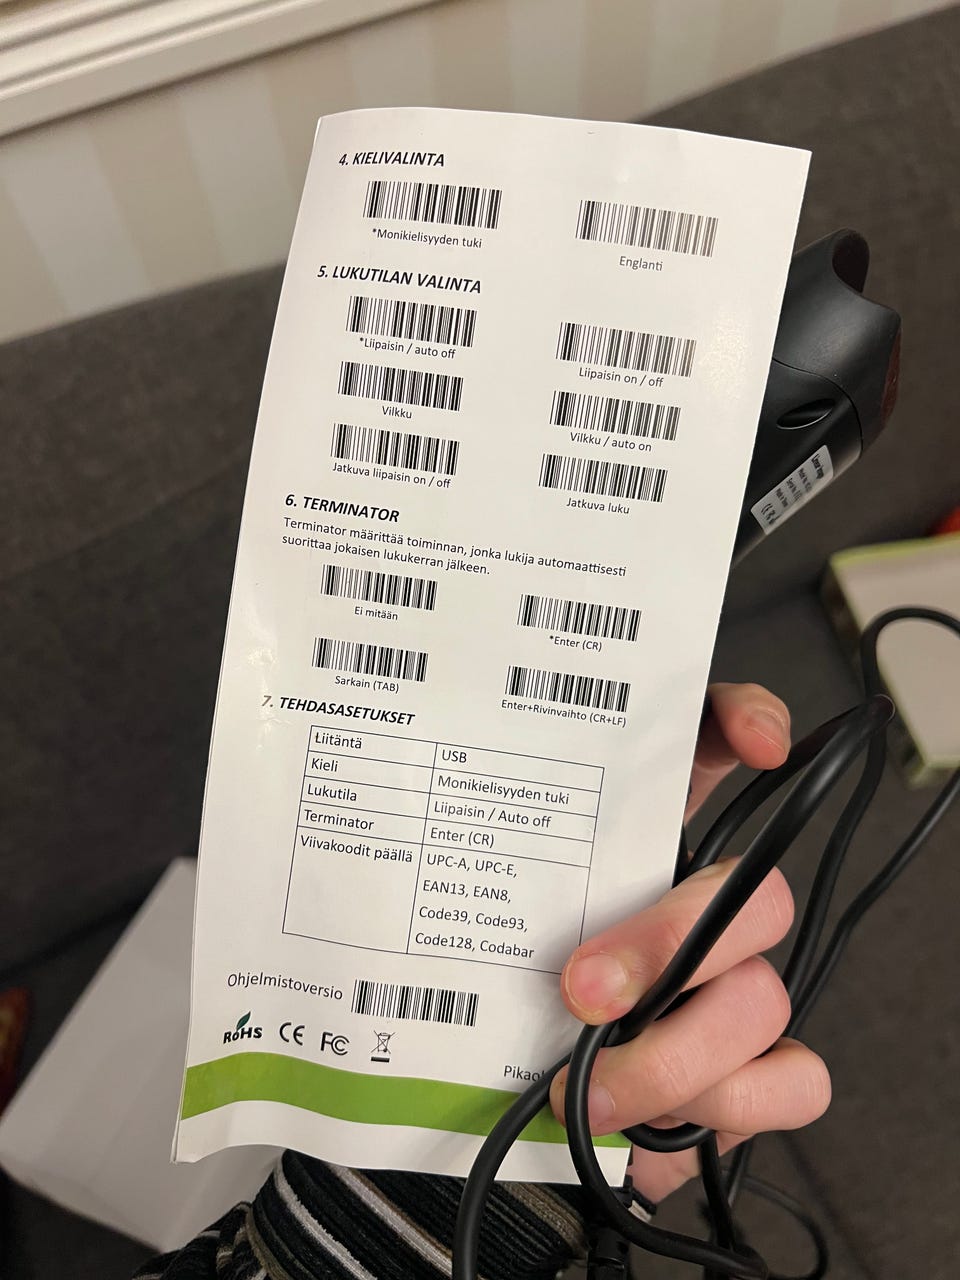 4. KIELIVALINTA
*Monikielisyyden tuki
Englanti
5. LUKUTILAN VALINTA
*Liipaisin / auto off
Liipaisin on / off
Vilkku
Vilkku / auto on
Jatkuva liipaisin on / off
Jatkuva luku
6. TERMINATOR
Terminator määrittää toiminnan, jonka lukija automaattisesti
suorittaa jokaisen lukukerran jälkeen.
Ei mitään
*Enter (CR)
Sarkain (TAB)
Enter+Rivinvaihto (CR+LF)
7. TEHDASASETUKSET
Liitäntä USB
Kieli Monikielisyyden tuki
Lukutila Liipaisin / Auto off
Terminator Enter (CR)
Viivakoodit päällä UPC-A, UPC-E,
EAN13, EAN8,
Code39, Code93,
Code128, Codabar
Ohjelmistoversio
RoHS CE FC